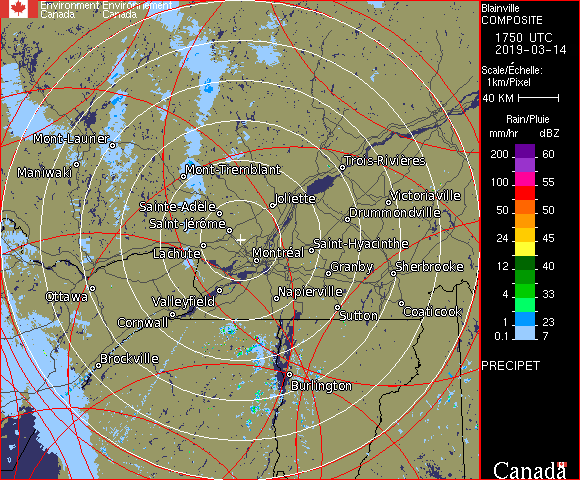 Environment Environnement
Canada Canada
Blainville
COMPOSITE
1750 UTC
2019-03-14
Scale/Échelle:
1km/Pixel
40 KM
Rain/Pluie
mm/hr dBZ
200 60
100 55
50 50
24 45
12 40
4 33
1 23
0.1 7
PRECIPET
Canada
Mont-Laurier
Maniwaki
Mont-Tremblant
Trois-Rivières
Sainte-Adele
Joliette
Victoriaville
Drummondville
Saint-Jérôme
Lachute
Montréal
Saint-Hyacinthe
Granby
Sherbrooke
Ottawa
Valleyfield
Napierville
Cornwall
Sutton
Coaticook
Brockville
Burlington